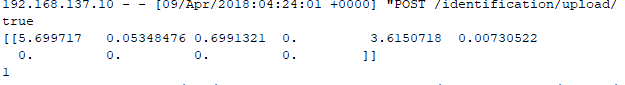 192.168.137.10 - - [09/Apr/2018:04:24:01 +0000] "POST /identification/upload/
true
[[5.699717   0.05348476 0.6991321  0.         3.6150718  0.00730522
  0.         0.         0.         0.        ]]
1